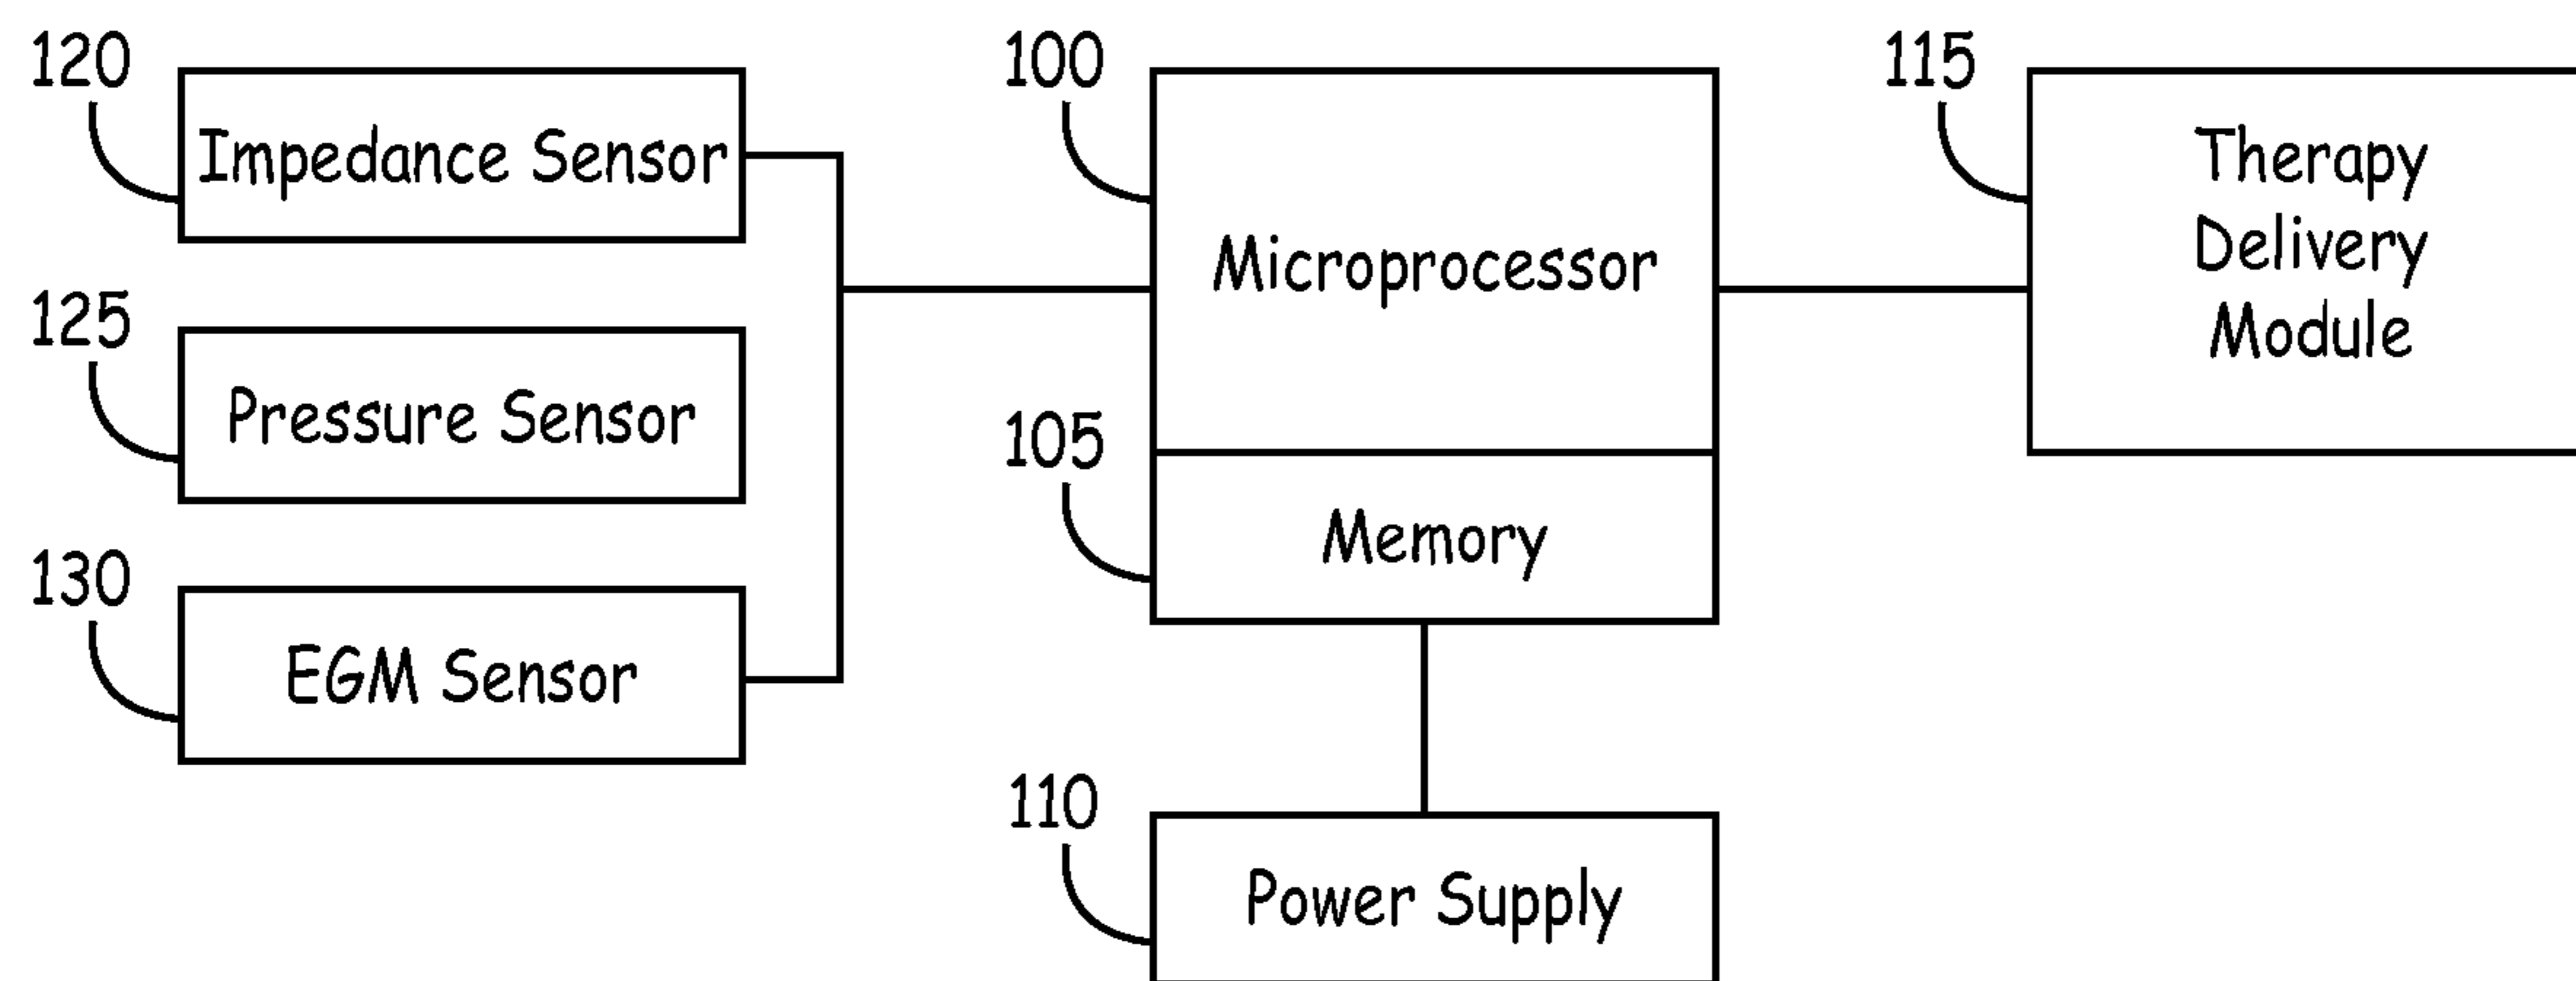 120
Impedance Sensor
125
Pressure Sensor
130
EGM Sensor
100
Microprocessor
105
Memory
110
Power Supply
115
Therapy
Delivery
Module